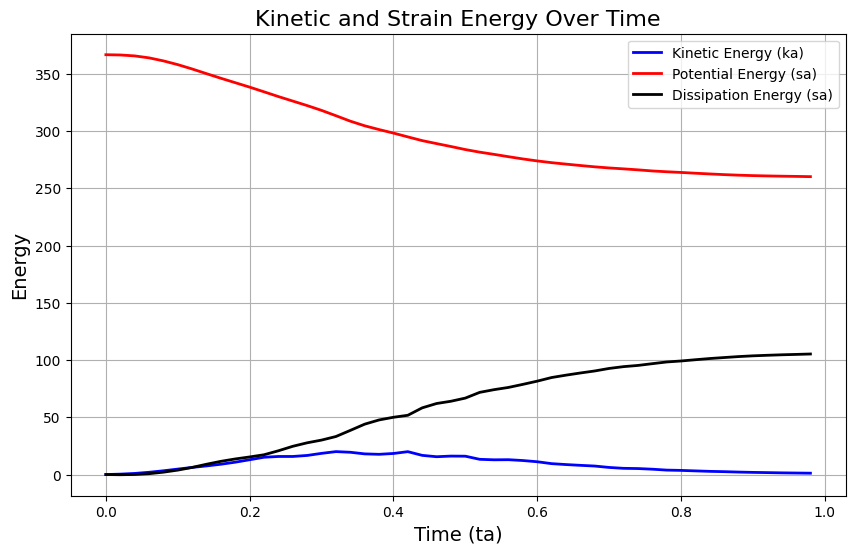 Kinetic and Strain Energy Over Time
Kinetic Energy (ka)
Potential Energy (sa)
Dissipation Energy (sa)
Energy
350
300
250
200
150
100
50
0
0.0 0.2 0.4 0.6 0.8 1.0
Time (ta)